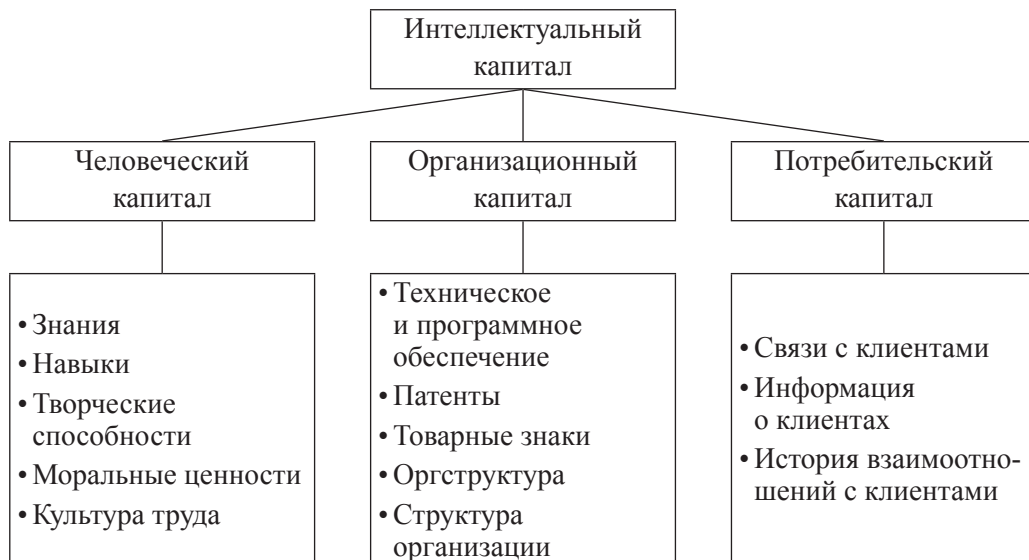 Интеллектуальный
капитал
Человеческий
капитал
Организационный
капитал
Потребительский
капитал
• Знания
• Навыки
• Творческие
способности
• Моральные ценности
• Культура труда
• Техническое
и программное
обеспечение
• Патенты
• Товарные знаки
• Оргструктура
• Структура
организации
• Связи с клиентами
• Информация
о клиентах
• История взаимоотно-
шений с клиентами